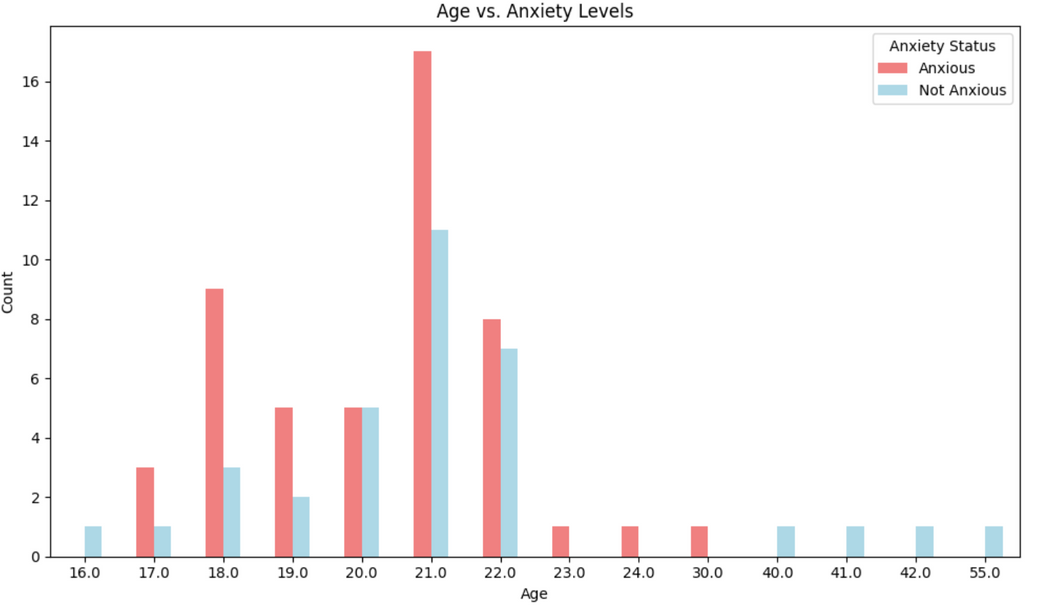 Age vs. Anxiety Levels
Anxiety Status
Anxious
Not Anxious
16
14
12
10
8
6
4
2
0
Count
16.0 17.0 18.0 19.0 20.0 21.0 22.0 23.0 24.0 30.0 40.0 41.0 42.0 55.0
Age